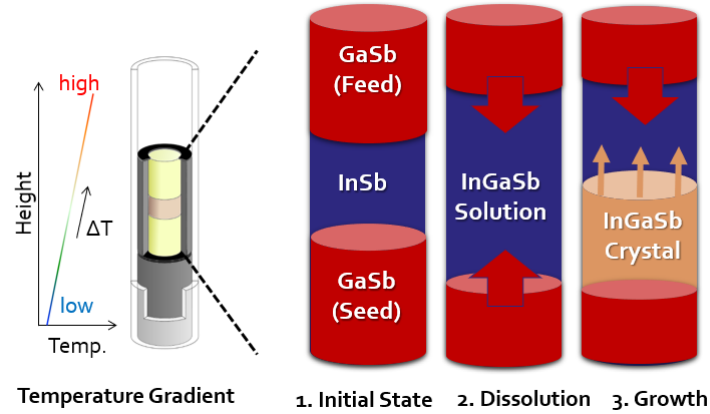 high
Height
ΔT
low
Temp.
Temperature Gradient
GaSb
(Feed)
InSb
GaSb
(Seed)
1. Initial State
InGaSb
Solution
2. Dissolution
InGaSb
Crystal
3. Growth